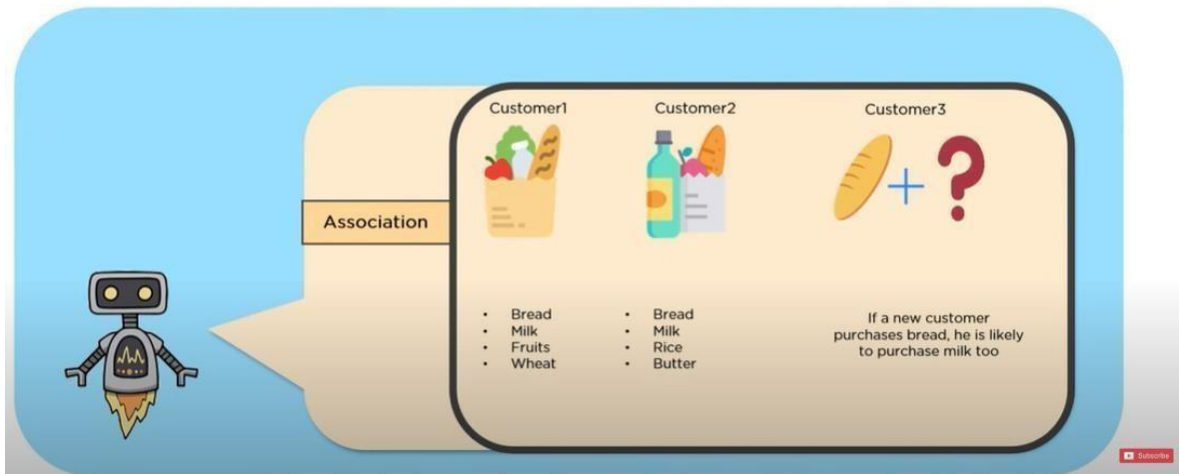 Customer1
Customer2
Customer3
Association
• Bread
• Milk
• Fruits
• Wheat
• Bread
• Milk
• Rice
• Butter
If a new customer
purchases bread, he is likely
to purchase milk too
Subscribe